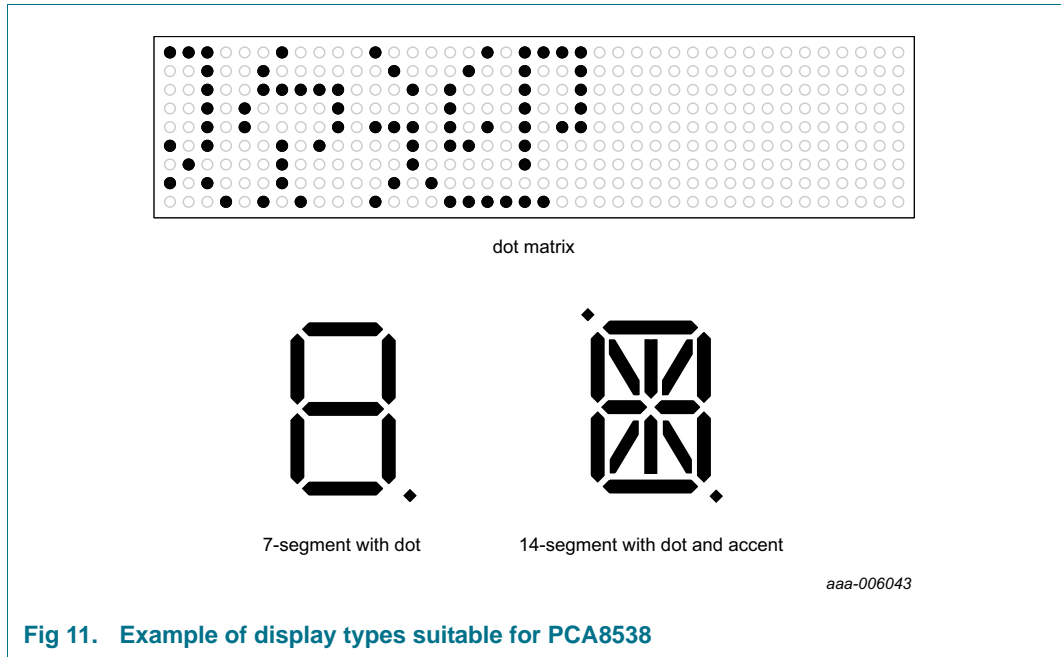 dot matrix
7-segment with dot
14-segment with dot and accent
aaa-006043
Fig 11. Example of display types suitable for PCA8538